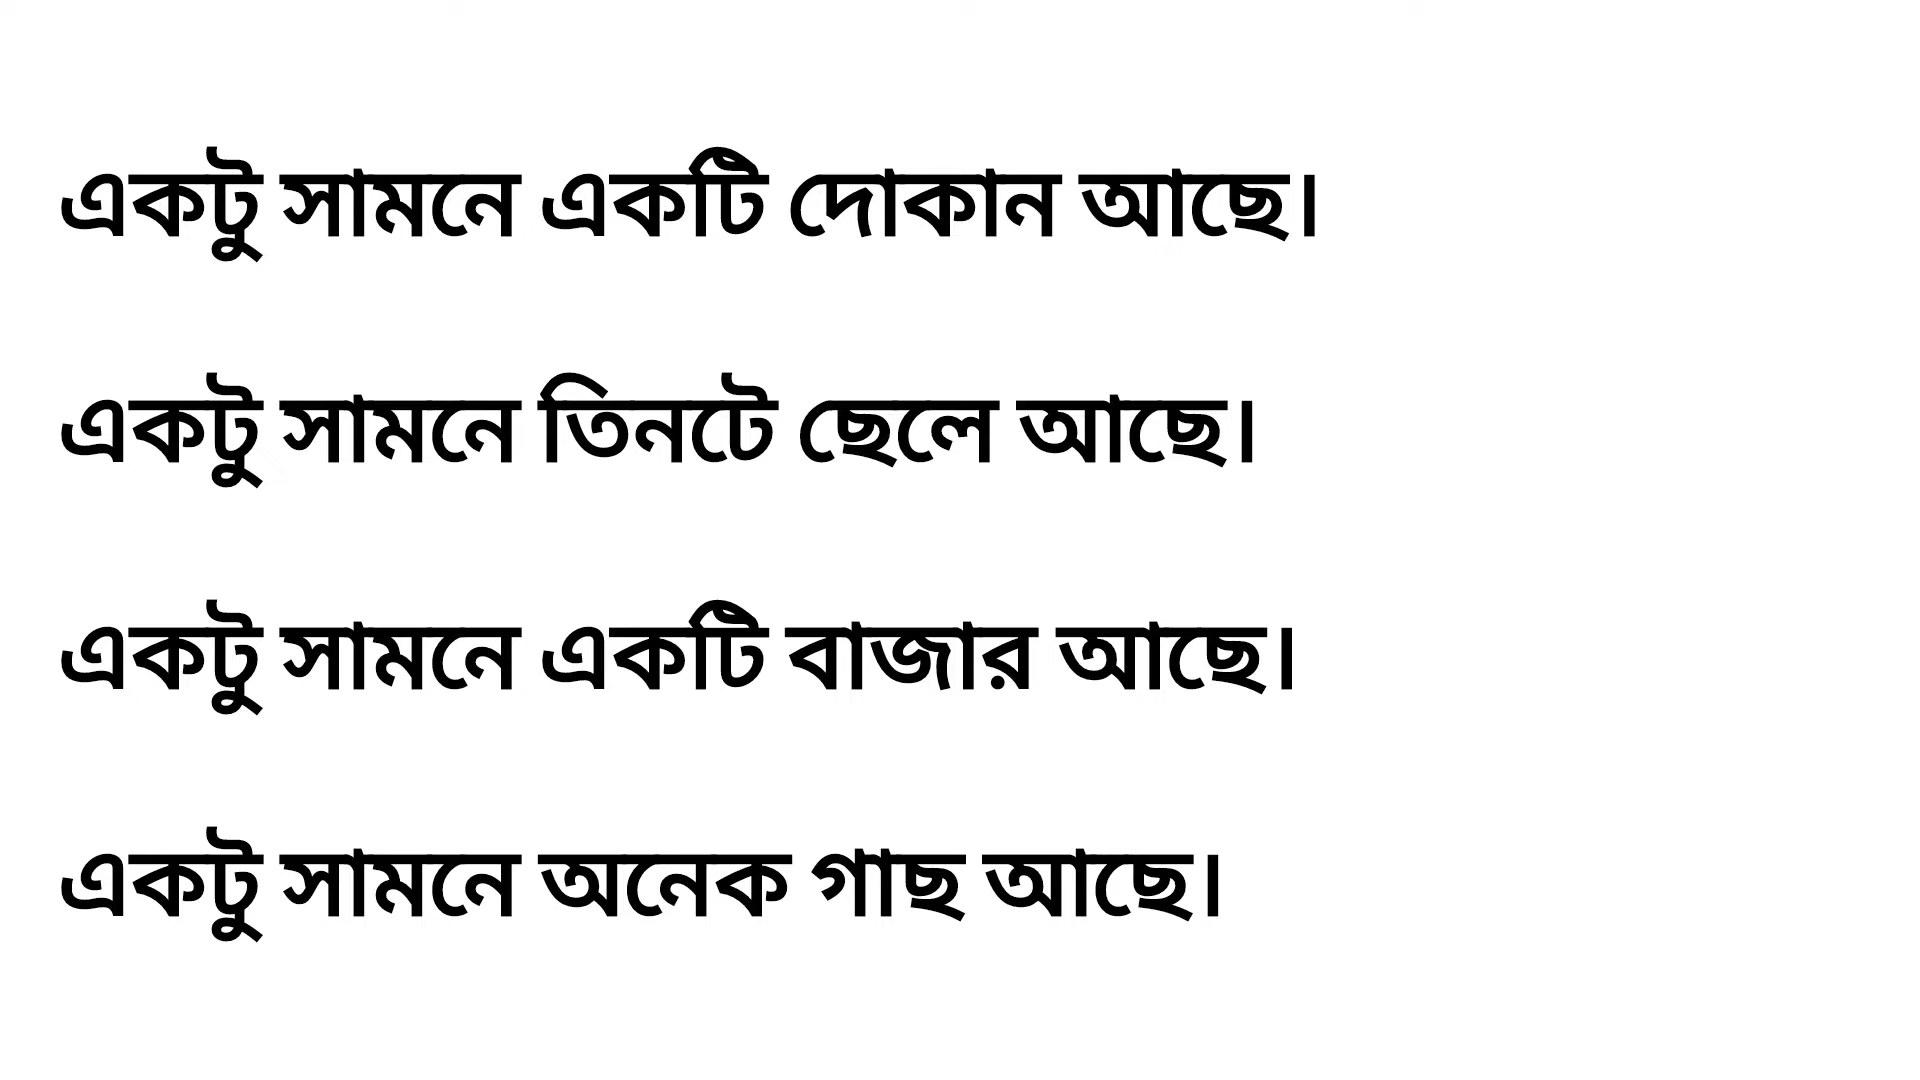 একটু সামনে একটি দোকান আছে।
একটু সামনে তিনটে ছেলে আছে।
একটু সামনে একটি বাজার আছে।
একটু সামনে অনেক গাছ আছে।